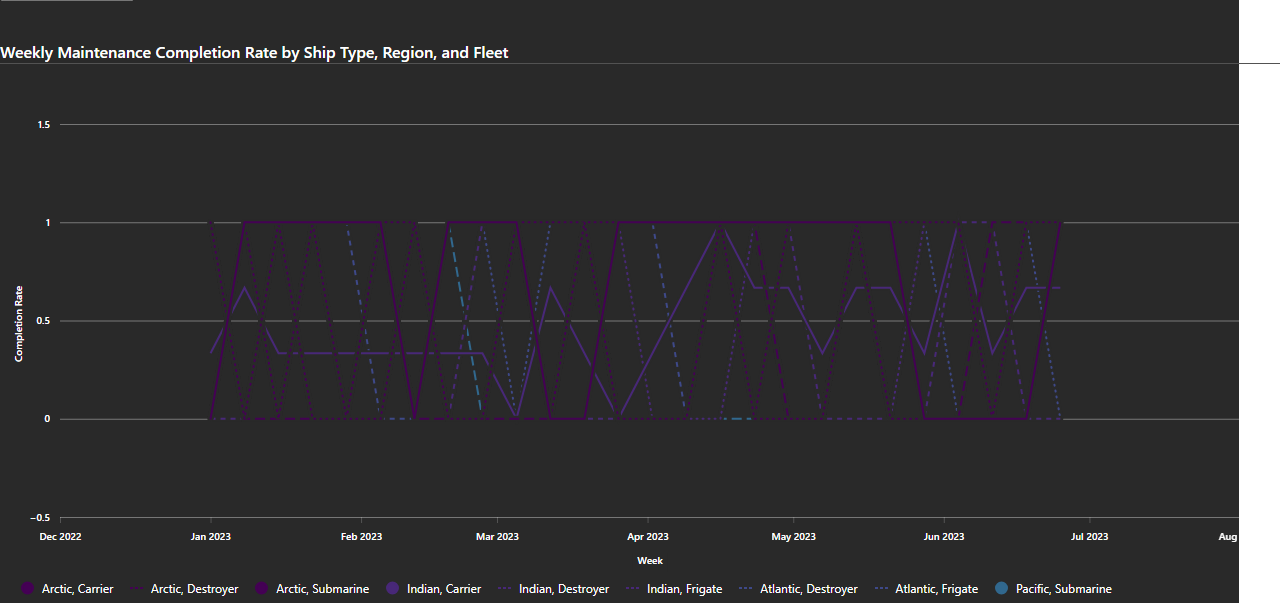 Weekly Maintenance Completion Rate by Ship Type, Region, and Fleet
1.5
1
0.5
0
−0.5
Completion Rate
Dec 2022 Jan 2023 Feb 2023 Mar 2023 Apr 2023 May 2023 Jun 2023 Jul 2023 Aug
Week
Arctic, Carrier Arctic, Destroyer Arctic, Submarine Indian, Carrier Indian, Destroyer Indian, Frigate Atlantic, Destroyer Atlantic, Frigate Pacific, Submarine